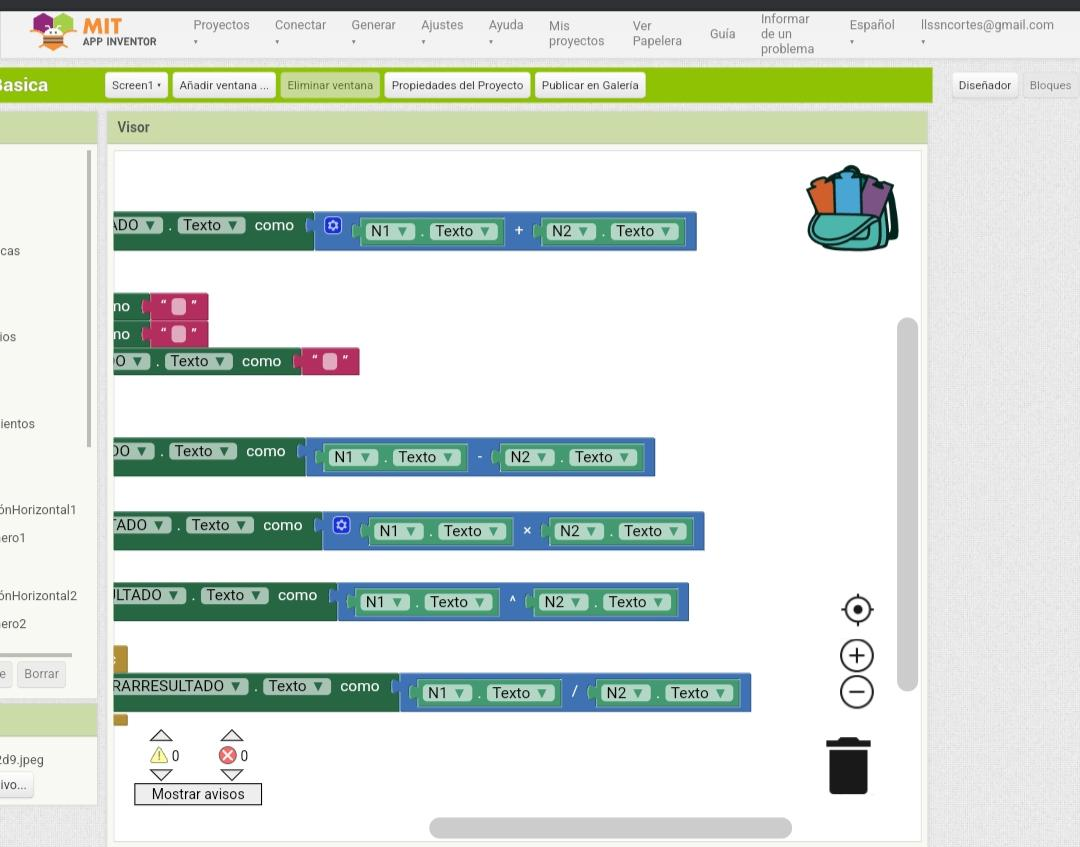 MIT
APP INVENTOR
Proyectos
Conectar
Generar
Ajustes
Ayuda
Mis proyectos
Ver Papelera
Guía
Informar de un problema
Español
llssncortes@gmail.com
Basica
Screen1
Añadir ventana ...
Eliminar ventana
Propiedades del Proyecto
Publicar en Galería
Diseñador
Bloques
Visor
ADO . Texto como N1 . Texto + N2 . Texto
cas
no “ ”
no “ ”
ios
DO . Texto como “ ”
ientos
DO . Texto como N1 . Texto - N2 . Texto
ónHorizontal1
TADO . Texto como N1 . Texto × N2 . Texto
ero1
ónHorizontal2
ULTADO . Texto como N1 . Texto ^ N2 . Texto
ero2
e Borrar
RARRESULTADO . Texto como N1 . Texto / N2 . Texto
2d9.jpeg
0 0
ivo...
Mostrar avisos